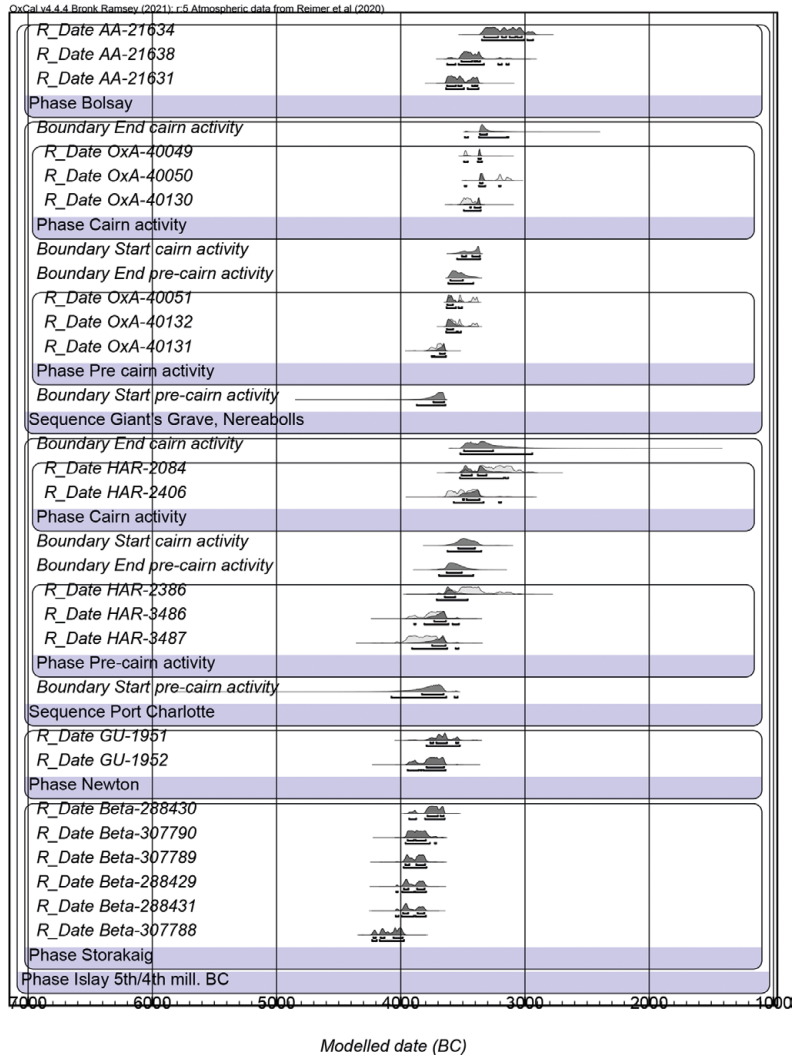 OxCal v4.4.4 Bronk Ramsey (2021); r:5 Atmospheric data from Reimer et al (2020)
R_Date AA-21634
R_Date AA-21638
R_Date AA-21631
Phase Bolsay
Boundary End cairn activity
R_Date OxA-40049
R_Date OxA-40050
R_Date OxA-40130
Phase Cairn activity
Boundary Start cairn activity
Boundary End pre-cairn activity
R_Date OxA-40051
R_Date OxA-40132
R_Date OxA-40131
Phase Pre cairn activity
Boundary Start pre-cairn activity
Sequence Giant's Grave, Nereabolls
Boundary End cairn activity
R_Date HAR-2084
R_Date HAR-2406
Phase Cairn activity
Boundary Start cairn activity
Boundary End pre-cairn activity
R_Date HAR-2386
R_Date HAR-3486
R_Date HAR-3487
Phase Pre-cairn activity
Boundary Start pre-cairn activity
Sequence Port Charlotte
R_Date GU-1951
R_Date GU-1952
Phase Newton
R_Date Beta-288430
R_Date Beta-307790
R_Date Beta-307789
R_Date Beta-288429
R_Date Beta-288431
R_Date Beta-307788
Phase Storakaig
Phase Islay 5th/4th mill. BC
7000 6000 5000 4000 3000 2000 1000
Modelled date (BC)